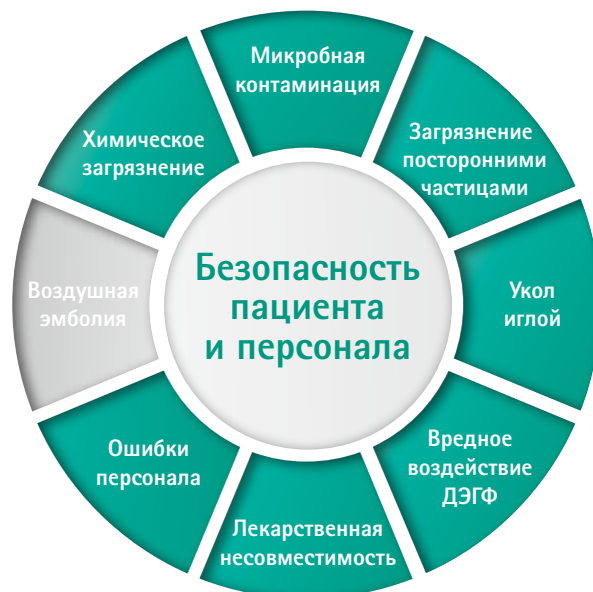 Микробная
контаминация
Загрязнение
посторонними
частицами
Укол
иглой
Вредное
воздействие
ДЭГФ
Лекарственная
несовместимость
Ошибки
персонала
Воздушная
эмболия
Химическое
загрязнение
Безопасность
пациента
и персонала